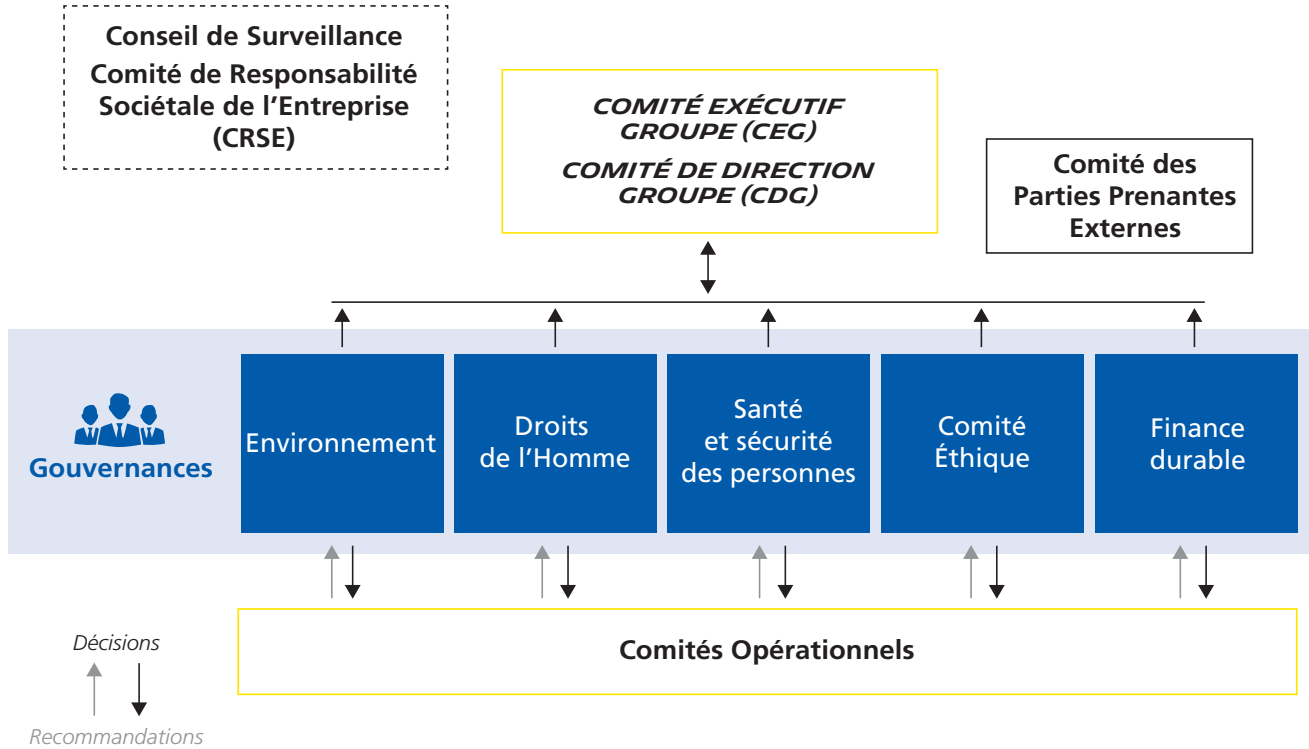 Conseil de Surveillance
Comité de Responsabilité
Sociétale de l’Entreprise
(CRSE)
COMITÉ EXÉCUTIF
GROUPE (CEG)
COMITÉ DE DIRECTION
GROUPE (CDG)
Comité des
Parties Prenantes
Externes
Gouvernances
Environnement
Droits
de l’Homme
Santé
et sécurité
des personnes
Comité
Éthique
Finance
durable
Comités Opérationnels
Décisions
Recommandations